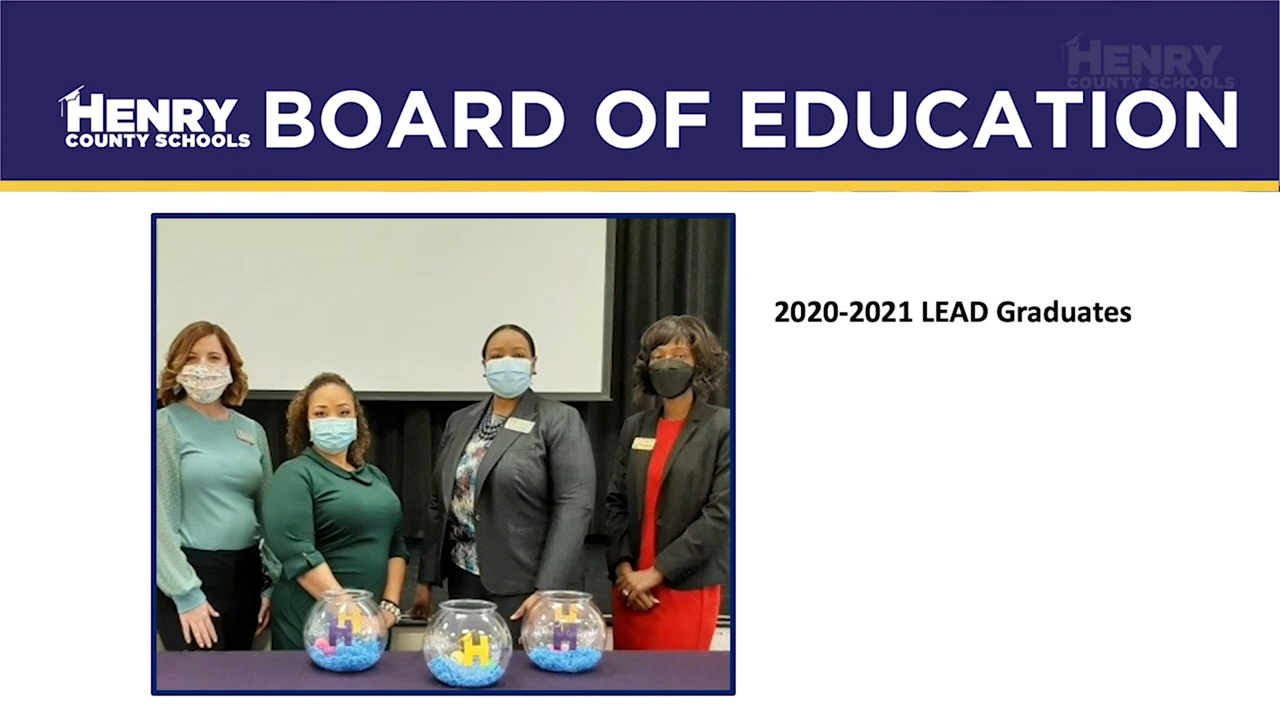 HENRY
COUNTY SCHOOLS
HENRY
COUNTY SCHOOLS
BOARD OF EDUCATION
2020-2021 LEAD Graduates
H
H
H
H
H